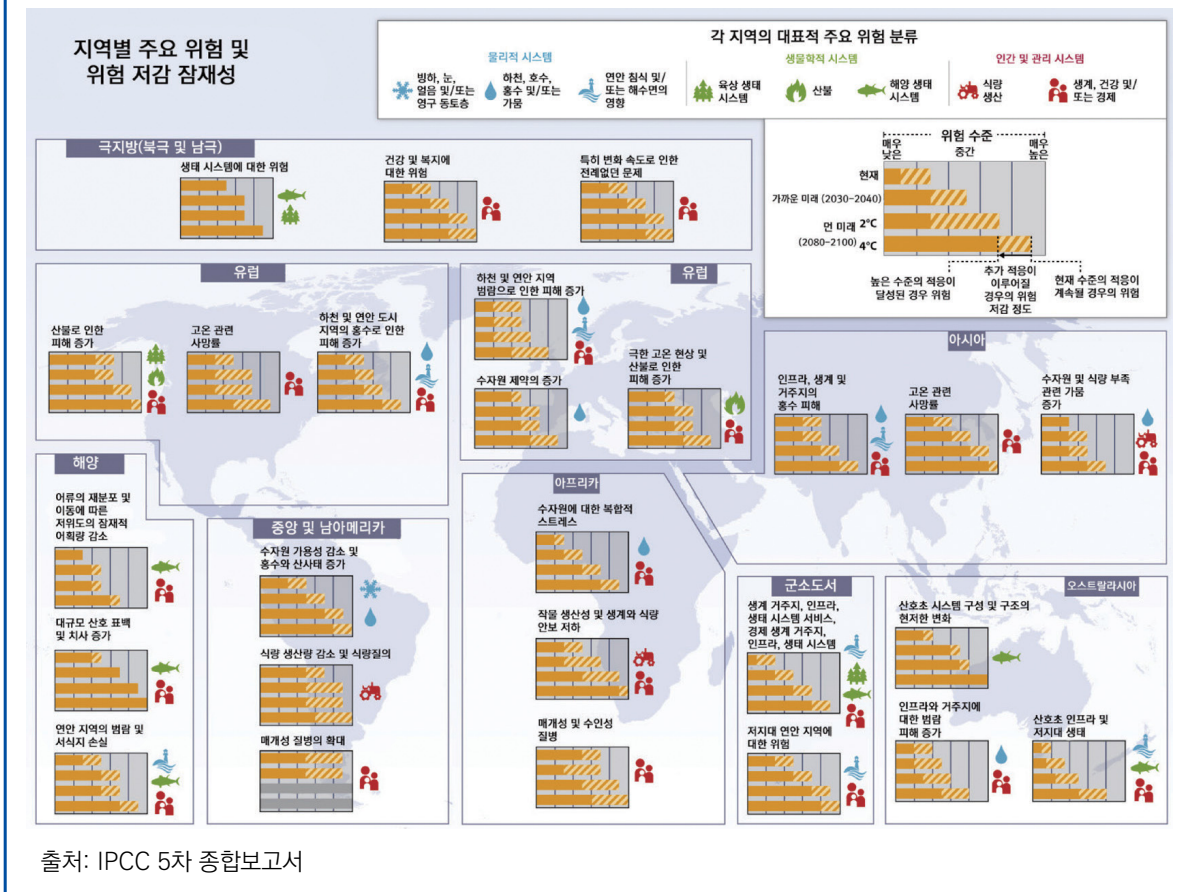 지역별 주요 위험 및
위험 저감 잠재성
각 지역의 대표적 주요 위험 분류
물리적 시스템
생물학적 시스템
인간 및 관리 시스템
빙하, 눈,
얼음 및/또는
영구 동토층
하천, 호수,
홍수 및/또는
가뭄
연안 침식 및/
또는 해수면의
영향
육상 생태
시스템
산불
해양 생태
시스템
식량
생산
생계, 건강 및/
또는 경제
위험 수준
매우
낮은
중간
매우
높은
현재
가까운 미래 (2030-2040)
먼 미래 2°C
(2080-2100) 4°C
높은 수준의 적응이
달성된 경우 위험
추가 적응이
이루어질
경우의 위험
저감 정도
현재 수준의 적응이
계속될 경우의 위험
극지방(북극 및 남극)
생태 시스템에 대한 위험
건강 및 복지에
대한 위험
특히 변화 속도로 인한
전례없던 문제
유럽
산불로 인한
피해 증가
고온 관련
사망률
하천 및 연안 도시
지역의 홍수로 인한
피해 증가
유럽
하천 및 연안 지역
범람으로 인한 피해 증가
수자원 제약의 증가
극한 고온 현상 및
산불로 인한
피해 증가
아시아
인프라, 생계 및
거주지의
홍수 피해
고온 관련
사망률
수자원 및 식량 부족
관련 가뭄
증가
해양
어류의 재분포 및
이동에 따른
저위도의 잠재적
어획량 감소
대규모 산호 표백
및 치사 증가
연안 지역의 범람 및
서식지 손실
중앙 및 남아메리카
수자원 가용성 감소 및
홍수와 산사태 증가
식량 생산량 감소 및 식량질의
매개성 질병의 확대
아프리카
수자원에 대한 복합적
스트레스
작물 생산성 및 생계와 식량
안보 저하
매개성 및 수인성
질병
군소도서
생계 거주지, 인프라,
생태 시스템 서비스,
경제 생계 거주지,
인프라, 생태 시스템
저지대 연안 지역에
대한 위험
오스트랄라시아
산호초 시스템 구성 및 구조의
현저한 변화
인프라와 거주지에
대한 범람
피해 증가
산호초 인프라 및
저지대 생태
출처: IPCC 5차 종합보고서